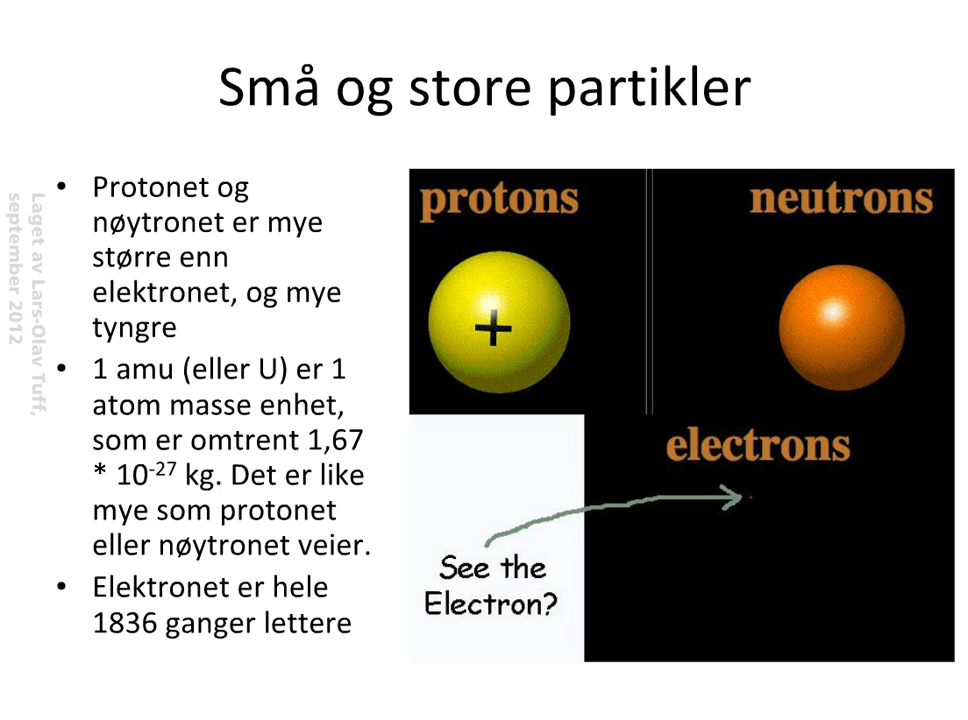 Små og store partikler
Laget av Lars-Olav Tuff,
september 2012
• Protonet og
nøytronet er mye
større enn
elektronet, og mye
tyngre
• 1 amu (eller U) er 1
atom masse enhet,
som er omtrent 1,67
* 10⁻²⁷ kg. Det er like
mye som protonet
eller nøytronet veier.
• Elektronet er hele
1836 ganger lettere
protons
neutrons
+
electrons
See the
Electron?